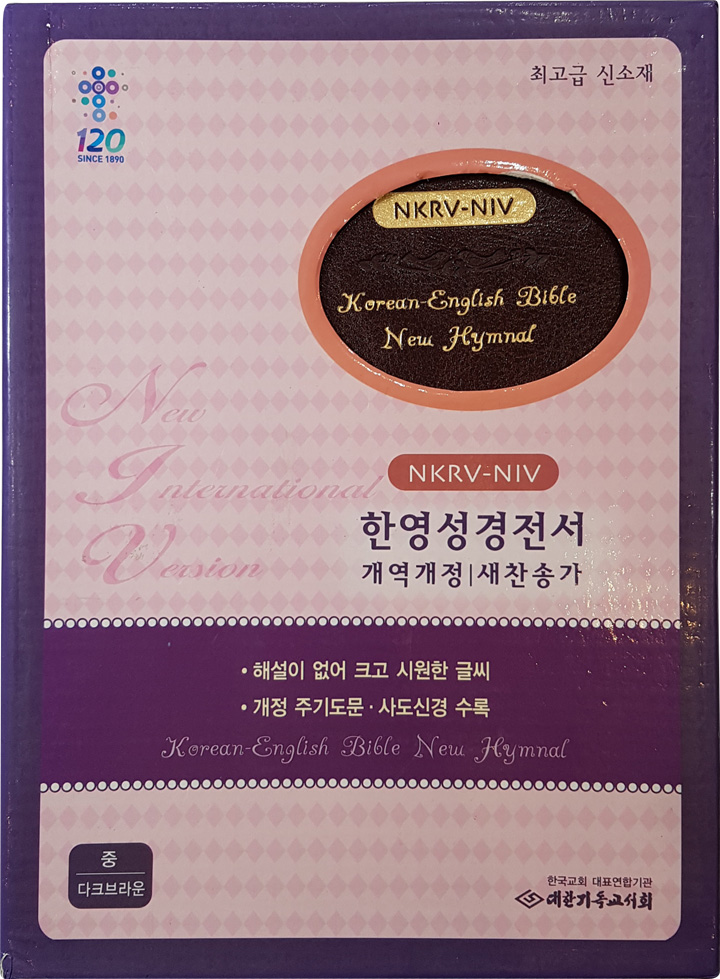 최고급 신소재
120
SINCE 1890
NKRV-NIV
Korean-English Bible
New Hymnal
New
International
Version
NKRV-NIV
한영성경전서
개역개정|새찬송가
• 해설이 없어 크고 시원한 글씨
• 개정 주기도문 · 사도신경 수록
Korean-English Bible New Hymnal
중
다크브라운
한국교회 대표연합기관
대한기독교서회